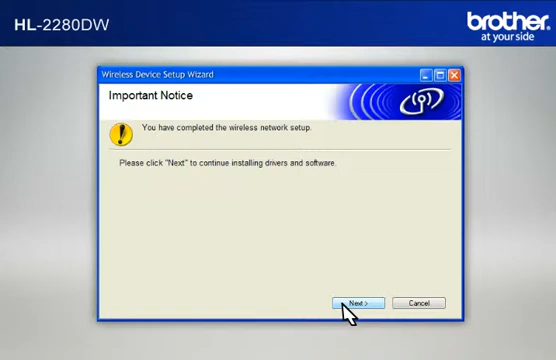 HL-2280DW
brother
at your side
Wireless Device Setup Wizard
Important Notice
You have completed the wireless network setup.
Please click "Next" to continue installing drivers and software.
Next >
Cancel